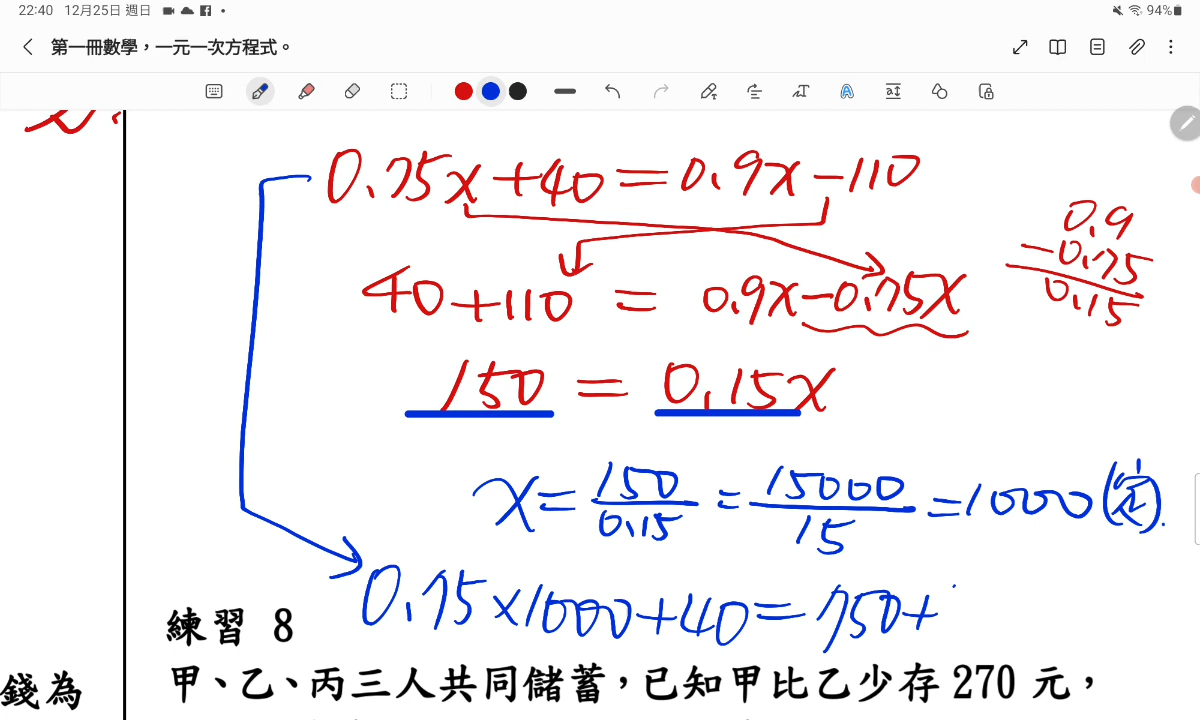 22:40 12月25日 週日
94%
第一冊數學，一元一次方程式。
0.75x+40=0.9x-110
0.9
-0.75
0.15
40+110 = 0.9x-0.75x
150 = 0.15x
x=150/0.15=15000/15=1000(定).
0.75×1000+40=750+
練習 8
甲、乙、丙三人共同儲蓄，已知甲比乙少存 270 元，
錢為